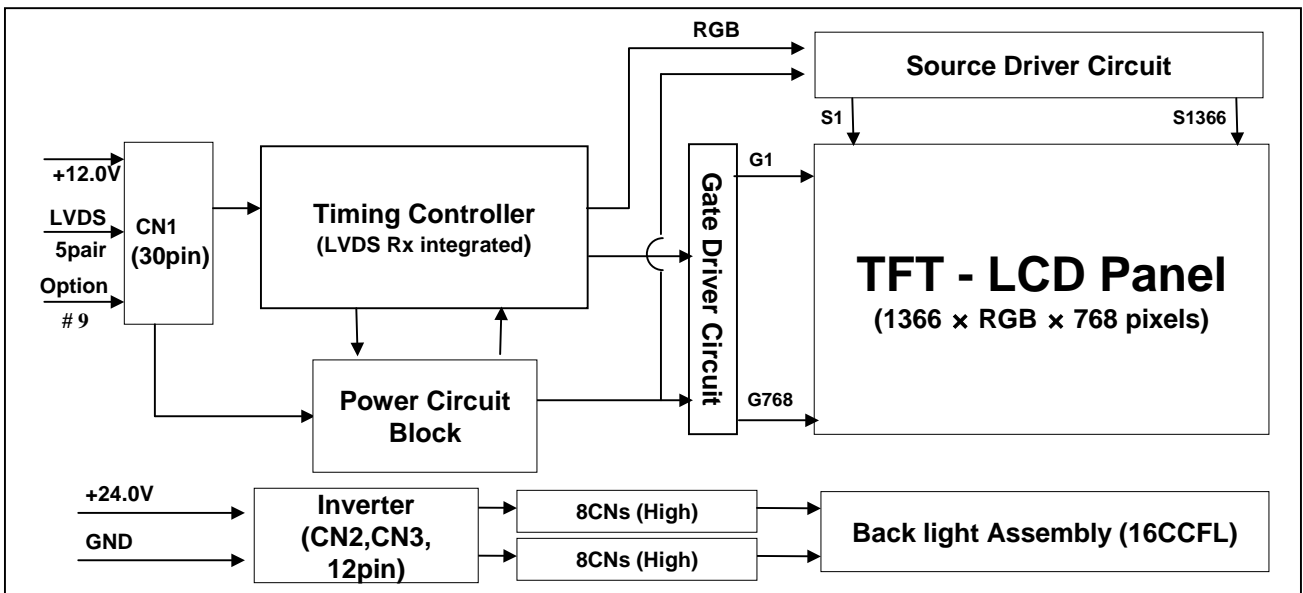 RGB
Source Driver Circuit
S1
S1366
+12.0V
LVDS
5pair
Option
# 9
CN1
(30pin)
Timing Controller
(LVDS Rx integrated)
Power Circuit
Block
Gate Driver Circuit
G1
G768
TFT - LCD Panel
(1366 × RGB × 768 pixels)
+24.0V
GND
Inverter
(CN2,CN3,
12pin)
8CNs (High)
8CNs (High)
Back light Assembly (16CCFL)